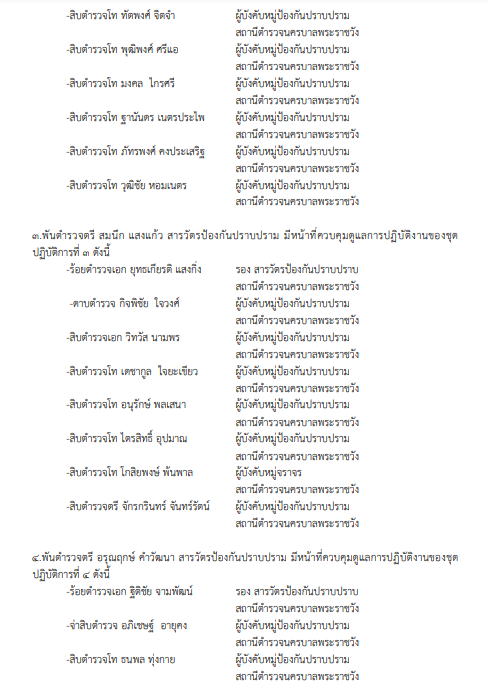 -สิบตำรวจโท ทัตพงศ์ จิตจำ ผู้บังคับหมู่ป้องกันปราบปราม
สถานีตำรวจนครบาลพระราชวัง
-สิบตำรวจโท พุฒิพงศ์ ศรีแอ ผู้บังคับหมู่ป้องกันปราบปราม
สถานีตำรวจนครบาลพระราชวัง
-สิบตำรวจโท มงคล ไกรศรี ผู้บังคับหมู่ป้องกันปราบปราม
สถานีตำรวจนครบาลพระราชวัง
-สิบตำรวจโท ฐานันดร เนตรประไพ ผู้บังคับหมู่ป้องกันปราบปราม
สถานีตำรวจนครบาลพระราชวัง
-สิบตำรวจโท ภัทรพงศ์ คงประเสริฐ ผู้บังคับหมู่ป้องกันปราบปราม
สถานีตำรวจนครบาลพระราชวัง
-สิบตำรวจโท วุฒิชัย หอมเนตร ผู้บังคับหมู่ป้องกันปราบปราม
สถานีตำรวจนครบาลพระราชวัง
๓.พันตำรวจตรี สมนึก แสงแก้ว สารวัตรป้องกันปราบปราม มีหน้าที่ควบคุมดูแลการปฏิบัติงานของชุด
ปฏิบัติการที่ ๓ ดังนี้
-ร้อยตำรวจเอก ยุทธเกียรติ แสงกิ่ง รอง สารวัตรป้องกันปราบปราบ
สถานีตำรวจนครบาลพระราชวัง
-ดาบตำรวจ กิจพิชัย ใจวงค์ ผู้บังคับหมู่ป้องกันปราบปราม
สถานีตำรวจนครบาลพระราชวัง
-สิบตำรวจเอก วิทวัส นามพร ผู้บังคับหมู่ป้องกันปราบปราม
สถานีตำรวจนครบาลพระราชวัง
-สิบตำรวจโท เดชากูล ใจยะเขียว ผู้บังคับหมู่ป้องกันปราบปราม
สถานีตำรวจนครบาลพระราชวัง
-สิบตำรวจโท อนุรักษ์ พลเสนา ผู้บังคับหมู่ป้องกันปราบปราม
สถานีตำรวจนครบาลพระราชวัง
-สิบตำรวจโท ไตรสิทธิ์ อุปมาณ ผู้บังคับหมู่ป้องกันปราบปราม
สถานีตำรวจนครบาลพระราชวัง
-สิบตำรวจโท โกสิยพงษ์ พ้นพาล ผู้บังคับหมู่จราจร
สถานีตำรวจนครบาลพระราชวัง
-สิบตำรวจตรี จักรกรินทร์ จันทร์รัตน์ ผู้บังคับหมู่ป้องกันปราบปราม
สถานีตำรวจนครบาลพระราชวัง
๔.พันตำรวจตรี อรุณฤกษ์ คำวัฒนา สารวัตรป้องกันปราบปราม มีหน้าที่ควบคุมดูแลการปฏิบัติงานของชุด
ปฏิบัติการที่ ๔ ดังนี้
-ร้อยตำรวจเอก ฐิติชัย จามพัฒน์ รอง สารวัตรป้องกันปราบปราบ
สถานีตำรวจนครบาลพระราชวัง
-จ่าสิบตำรวจ อภิเชษฐ์ อายุคง ผู้บังคับหมู่ป้องกันปราบปราม
สถานีตำรวจนครบาลพระราชวัง
-สิบตำรวจโท ธนพล ทุ่งกาย ผู้บังคับหมู่ป้องกันปราบปราม
สถานีตำรวจนครบาลพระราชวัง